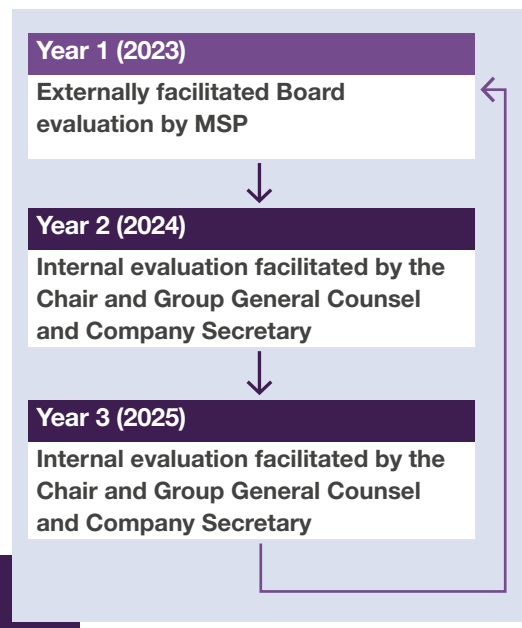 Year 1 (2023)
Externally facilitated Board
evaluation by MSP
Year 2 (2024)
Internal evaluation facilitated by the
Chair and Group General Counsel
and Company Secretary
Year 3 (2025)
Internal evaluation facilitated by the
Chair and Group General Counsel
and Company Secretary